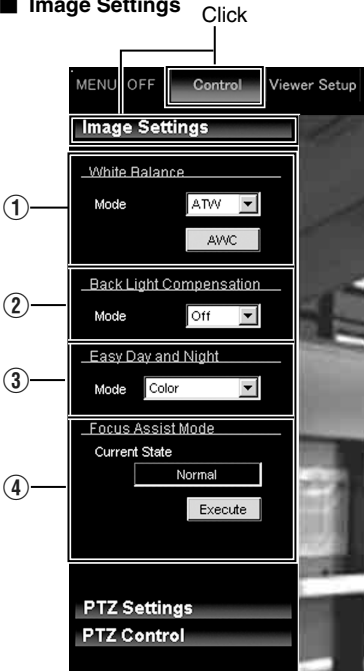 ■ Image Settings
Click
MENU OFF Control Viewer Setup
Image Settings
White Balance
① Mode ATW
AWC
Back Light Compensation
② Mode Off
Easy Day and Night
③ Mode Color
Focus Assist Mode
Current State
④ Normal
Execute
PTZ Settings
PTZ Control